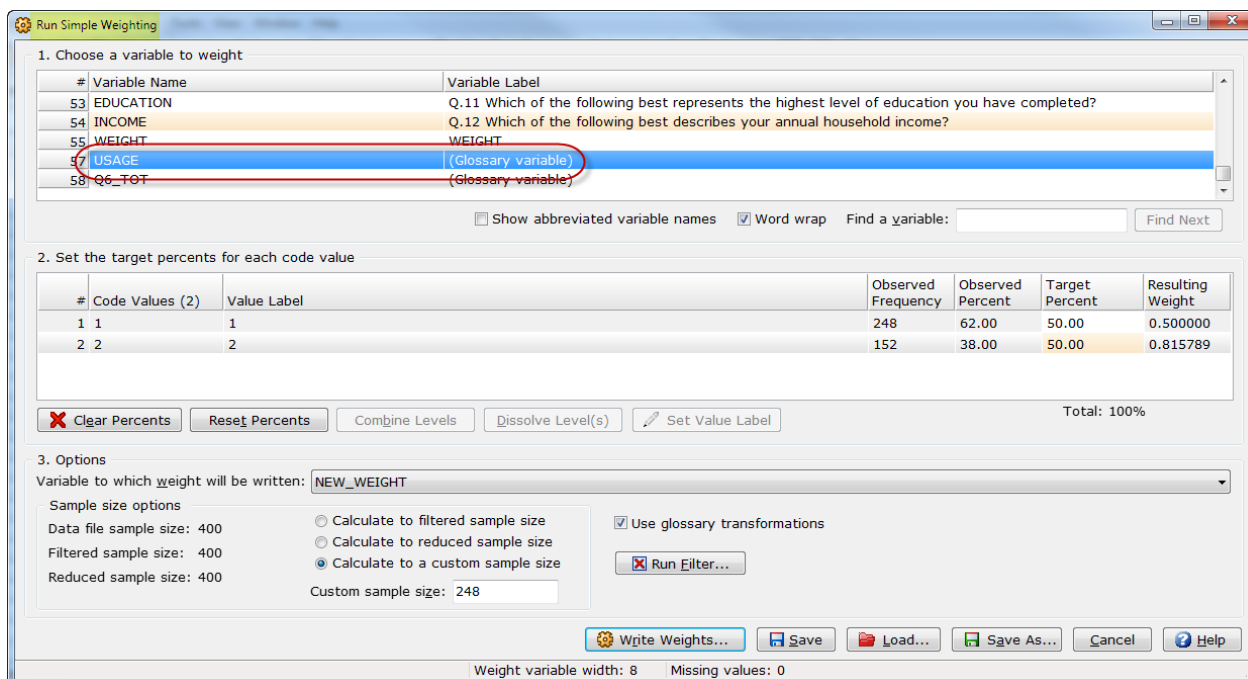 Run Simple Weighting
1. Choose a variable to weight
# Variable Name Variable Label
53 EDUCATION Q.11 Which of the following best represents the highest level of education you have completed?
54 INCOME Q.12 Which of the following best describes your annual household income?
55 WEIGHT WEIGHT
57 USAGE (Glossary variable)
58 Q6_TOT (Glossary variable)
Show abbreviated variable names Word wrap Find a variable: Find Next
2. Set the target percents for each code value
Observed Observed Target Resulting
# Code Values (2) Value Label Frequency Percent Percent Weight
1 1 1 248 62.00 50.00 0.500000
2 2 2 152 38.00 50.00 0.815789
Clear Percents Reset Percents Combine Levels Dissolve Level(s) Set Value Label Total: 100%
3. Options
Variable to which weight will be written: NEW_WEIGHT
Sample size options
Data file sample size: 400 Calculate to filtered sample size Use glossary transformations
Filtered sample size: 400 Calculate to reduced sample size
Reduced sample size: 400 Calculate to a custom sample size Run Filter...
Custom sample size: 248
Write Weights... Save Load... Save As... Cancel Help
Weight variable width: 8 Missing values: 0